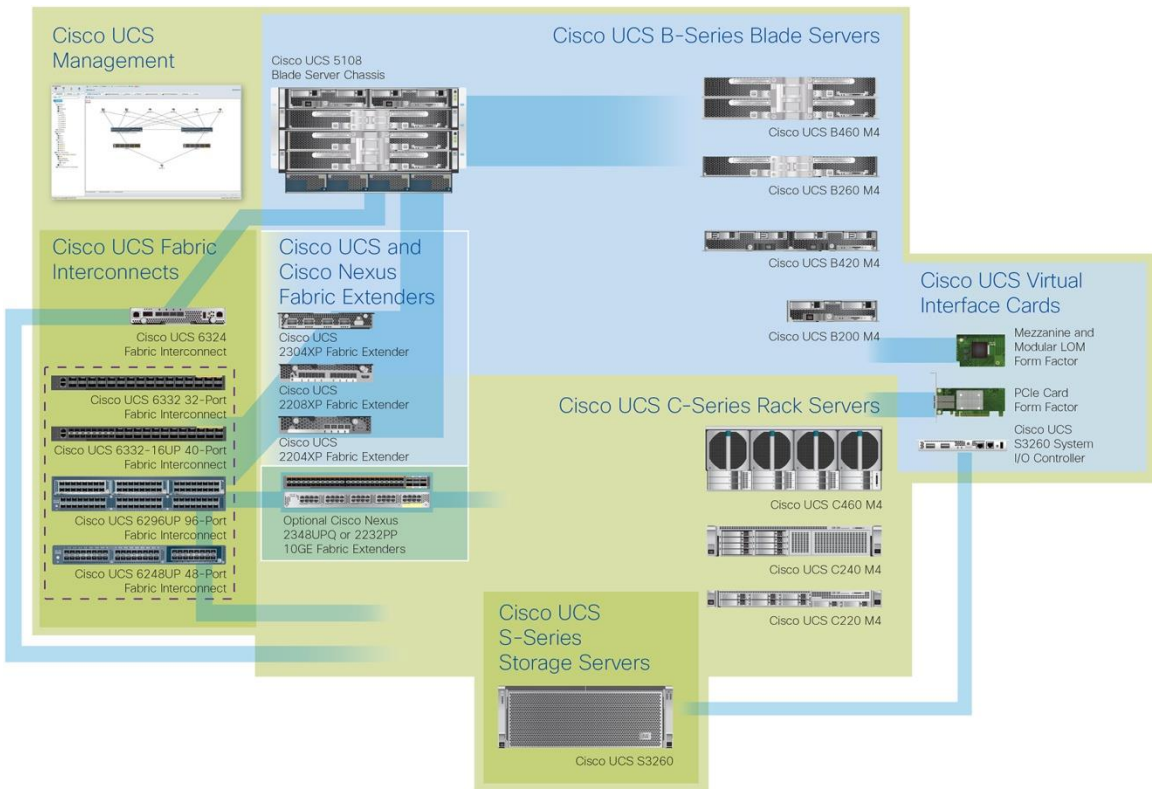 Cisco UCS
Management
Cisco UCS B-Series Blade Servers
Cisco UCS 5108
Blade Server Chassis
Cisco UCS B460 M4
Cisco UCS B260 M4
Cisco UCS B420 M4
Cisco UCS B200 M4
Cisco UCS Fabric
Interconnects
Cisco UCS 6324
Fabric Interconnect
Cisco UCS 6332 32-Port
Fabric Interconnect
Cisco UCS 6332-16UP 40-Port
Fabric Interconnect
Cisco UCS 6296UP 96-Port
Fabric Interconnect
Cisco UCS 6248UP 48-Port
Fabric Interconnect
Cisco UCS and
Cisco Nexus
Fabric Extenders
Cisco UCS
2304XP Fabric Extender
Cisco UCS
2208XP Fabric Extender
Cisco UCS
2204XP Fabric Extender
Optional Cisco Nexus
2348UPQ or 2232PP
10GE Fabric Extenders
Cisco UCS Virtual
Interface Cards
Mezzanine and
Modular LOM
Form Factor
PCIe Card
Form Factor
Cisco UCS
S3260 System
I/O Controller
Cisco UCS C-Series Rack Servers
Cisco UCS C460 M4
Cisco UCS C240 M4
Cisco UCS C220 M4
Cisco UCS
S-Series
Storage Servers
Cisco UCS S3260